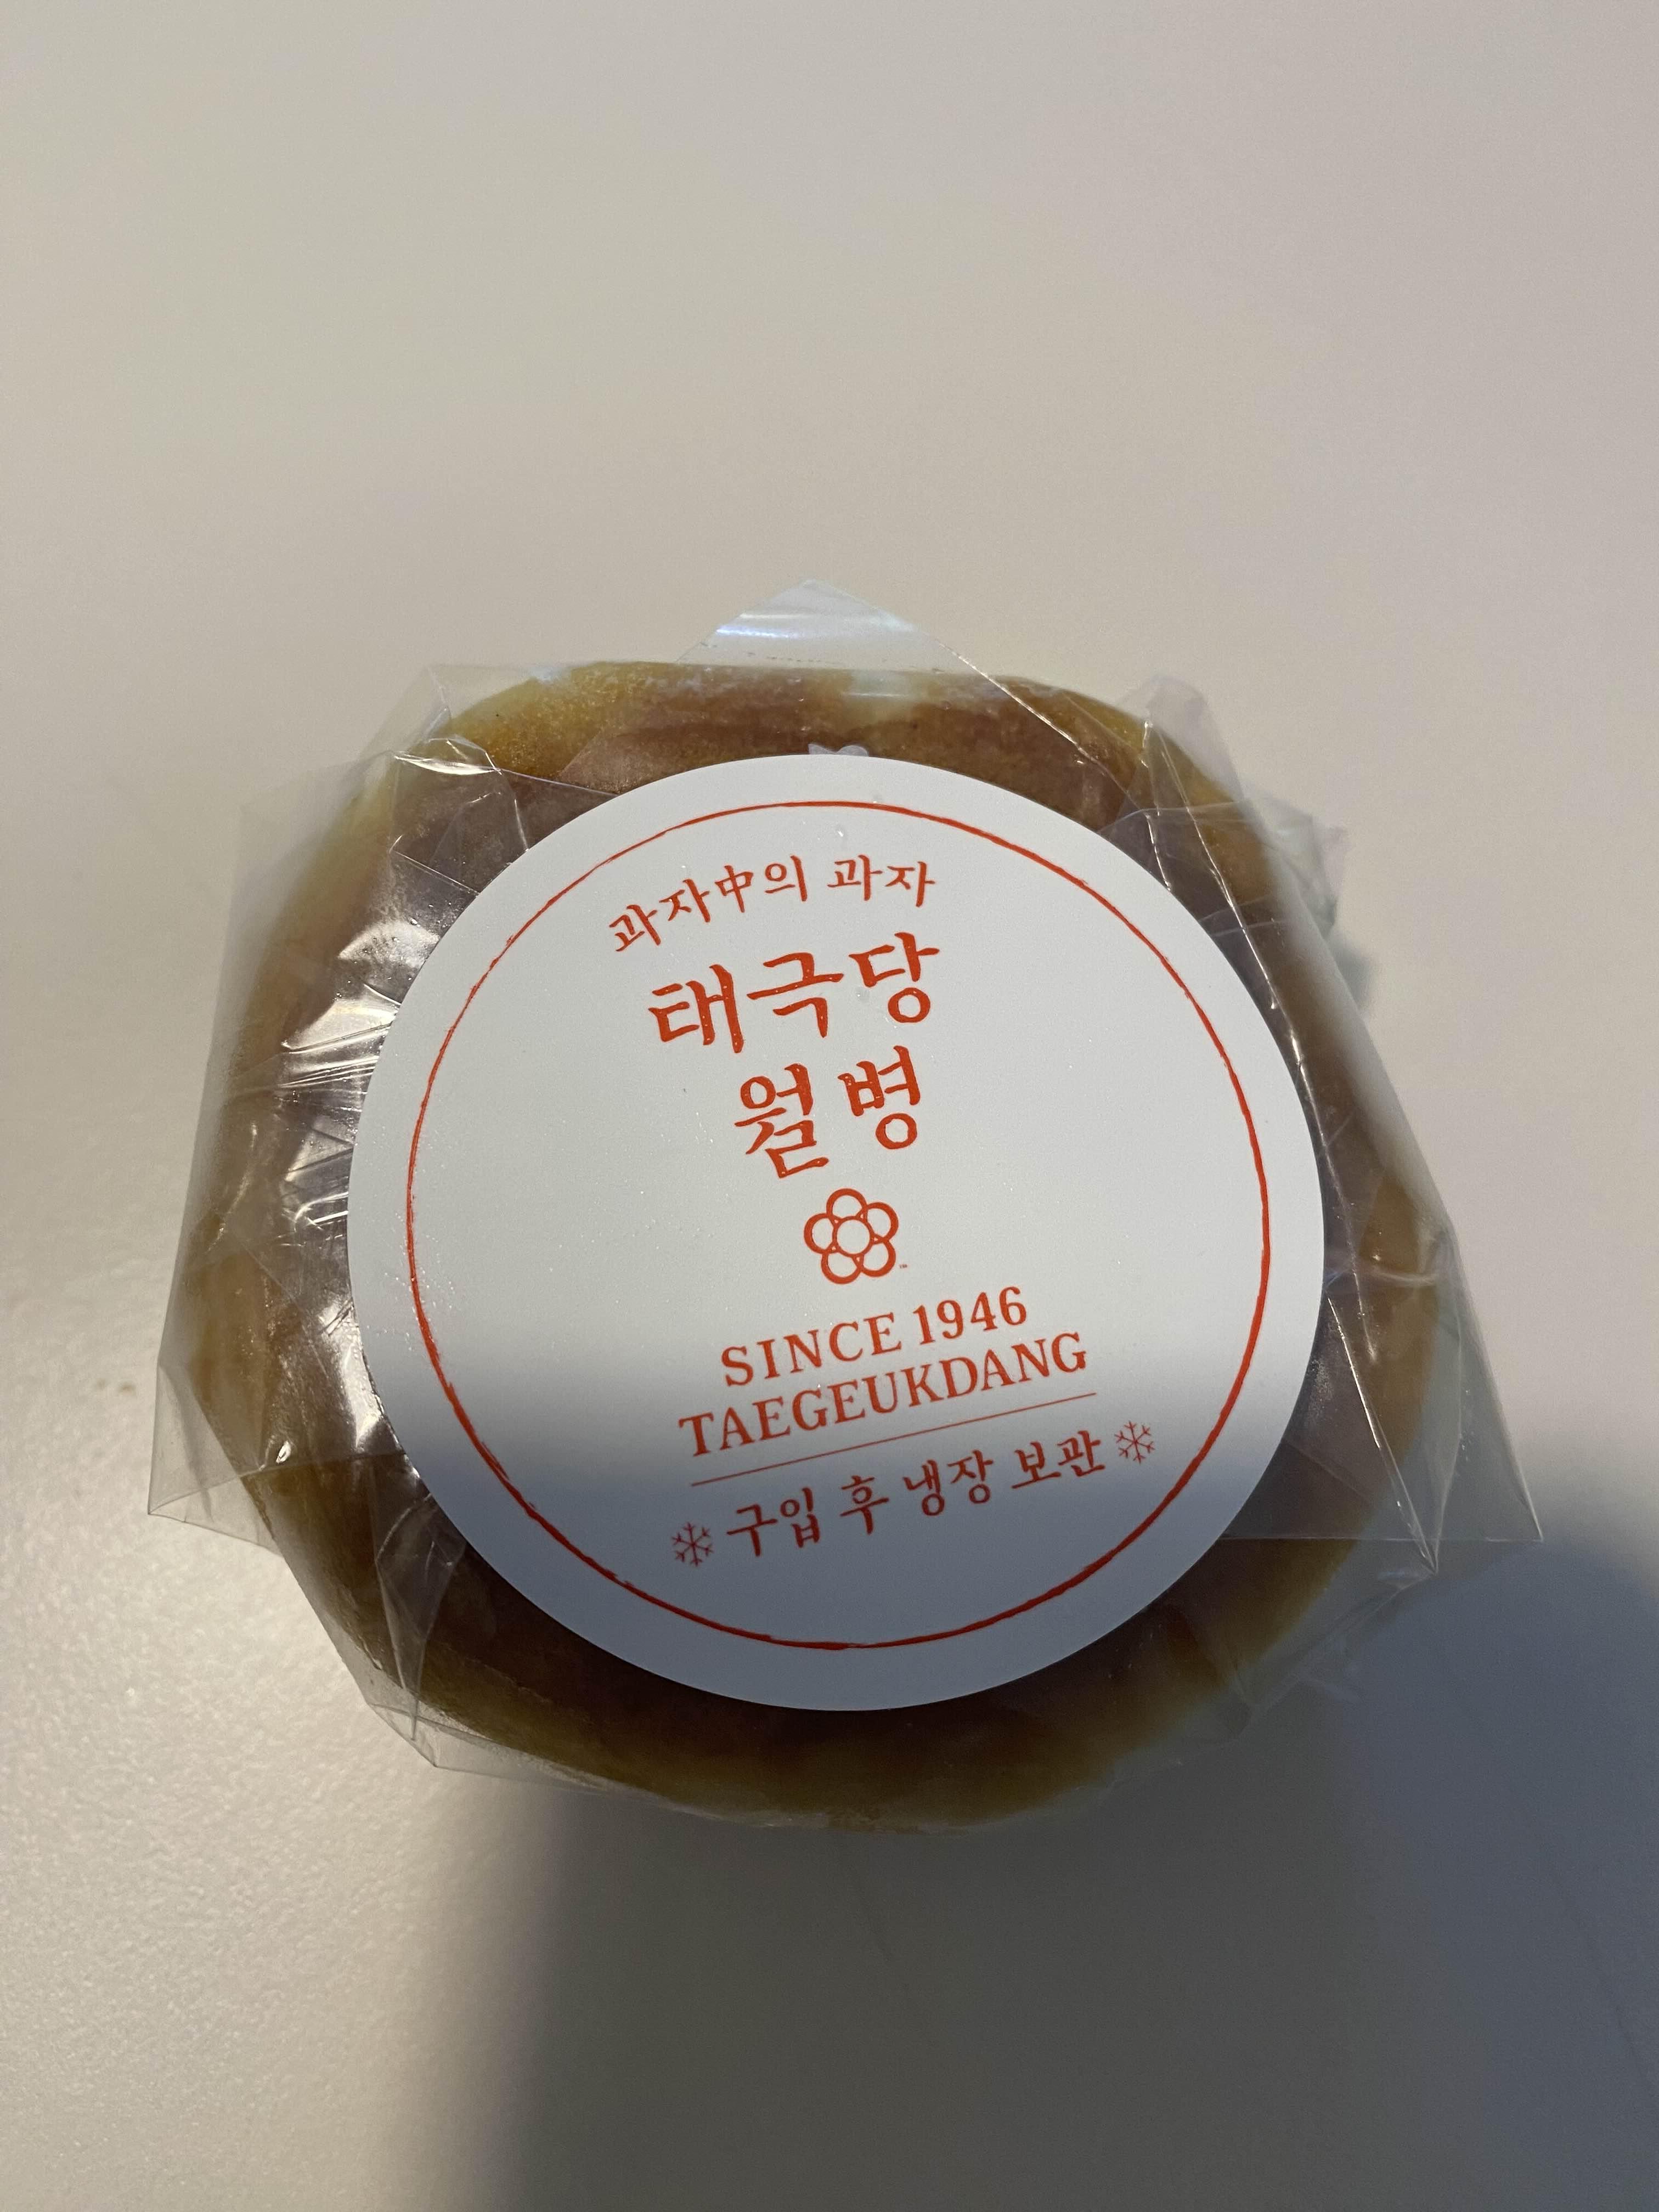 과자中의 과자
태극당
월병
SINCE 1946
TAEGEUKDANG
구입 후 냉장 보관